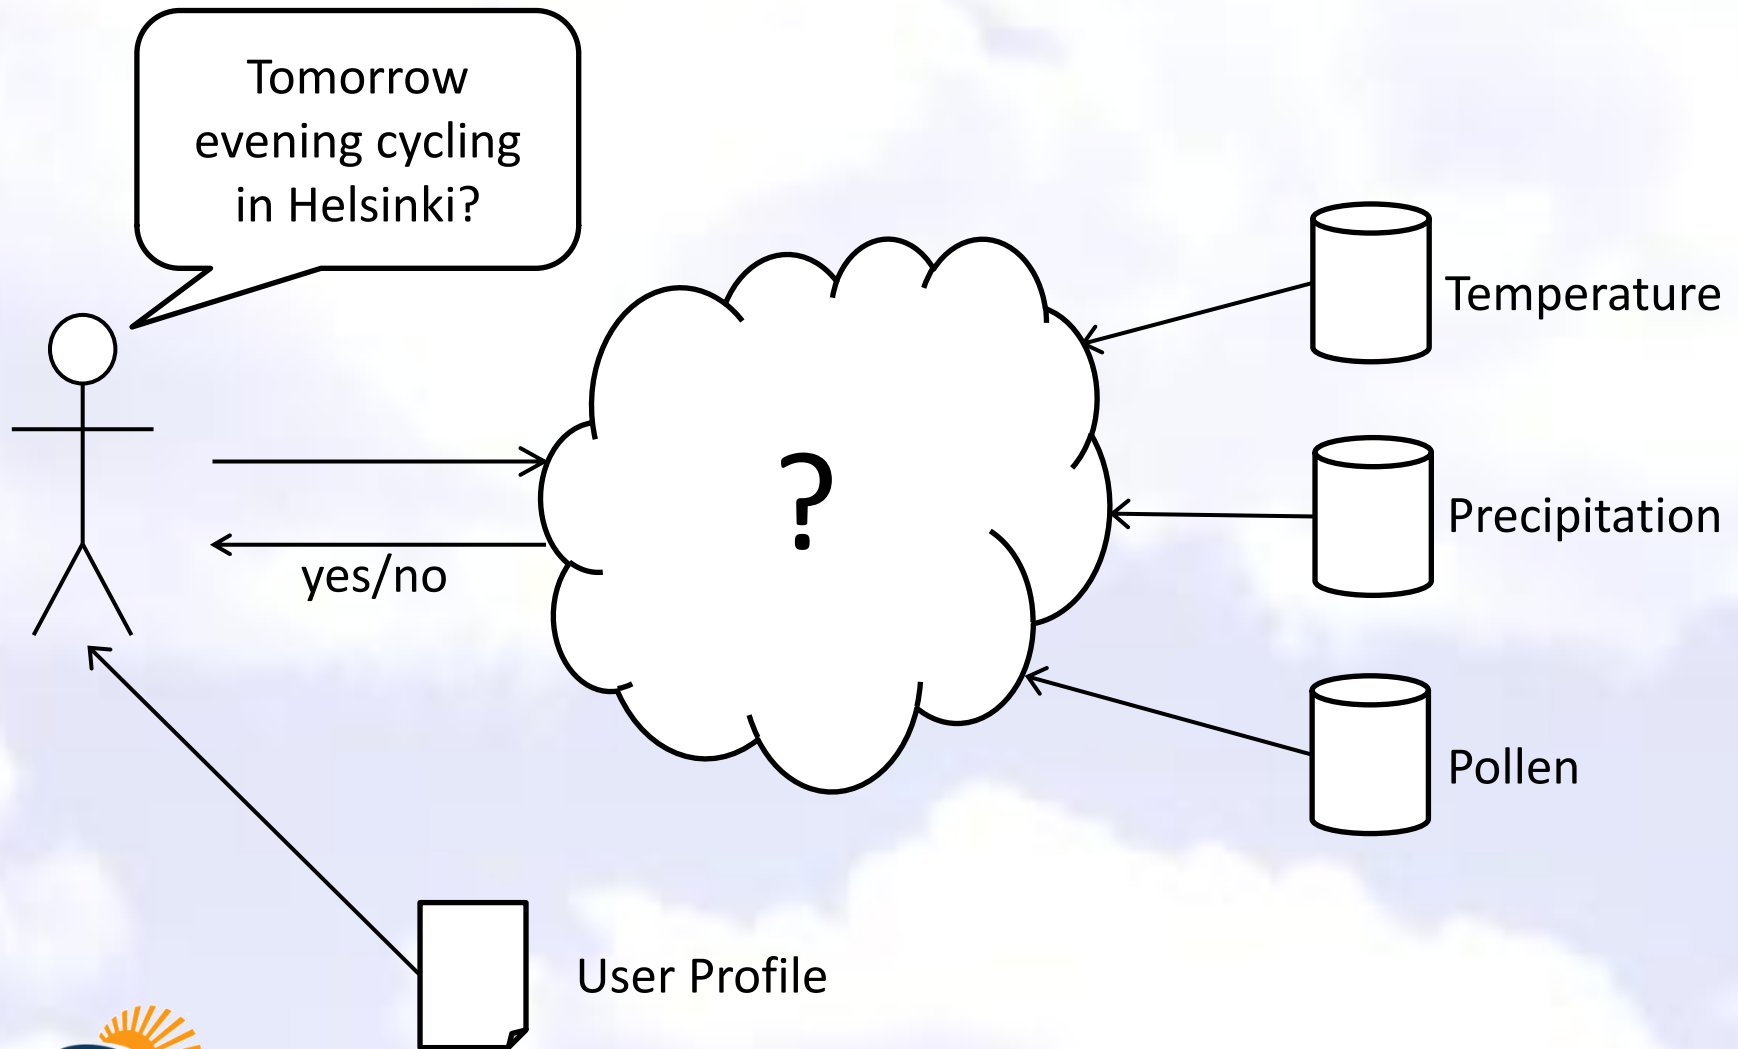 Tomorrow
evening cycling
in Helsinki?
Temperature
?
Precipitation
yes/no
Pollen
User Profile